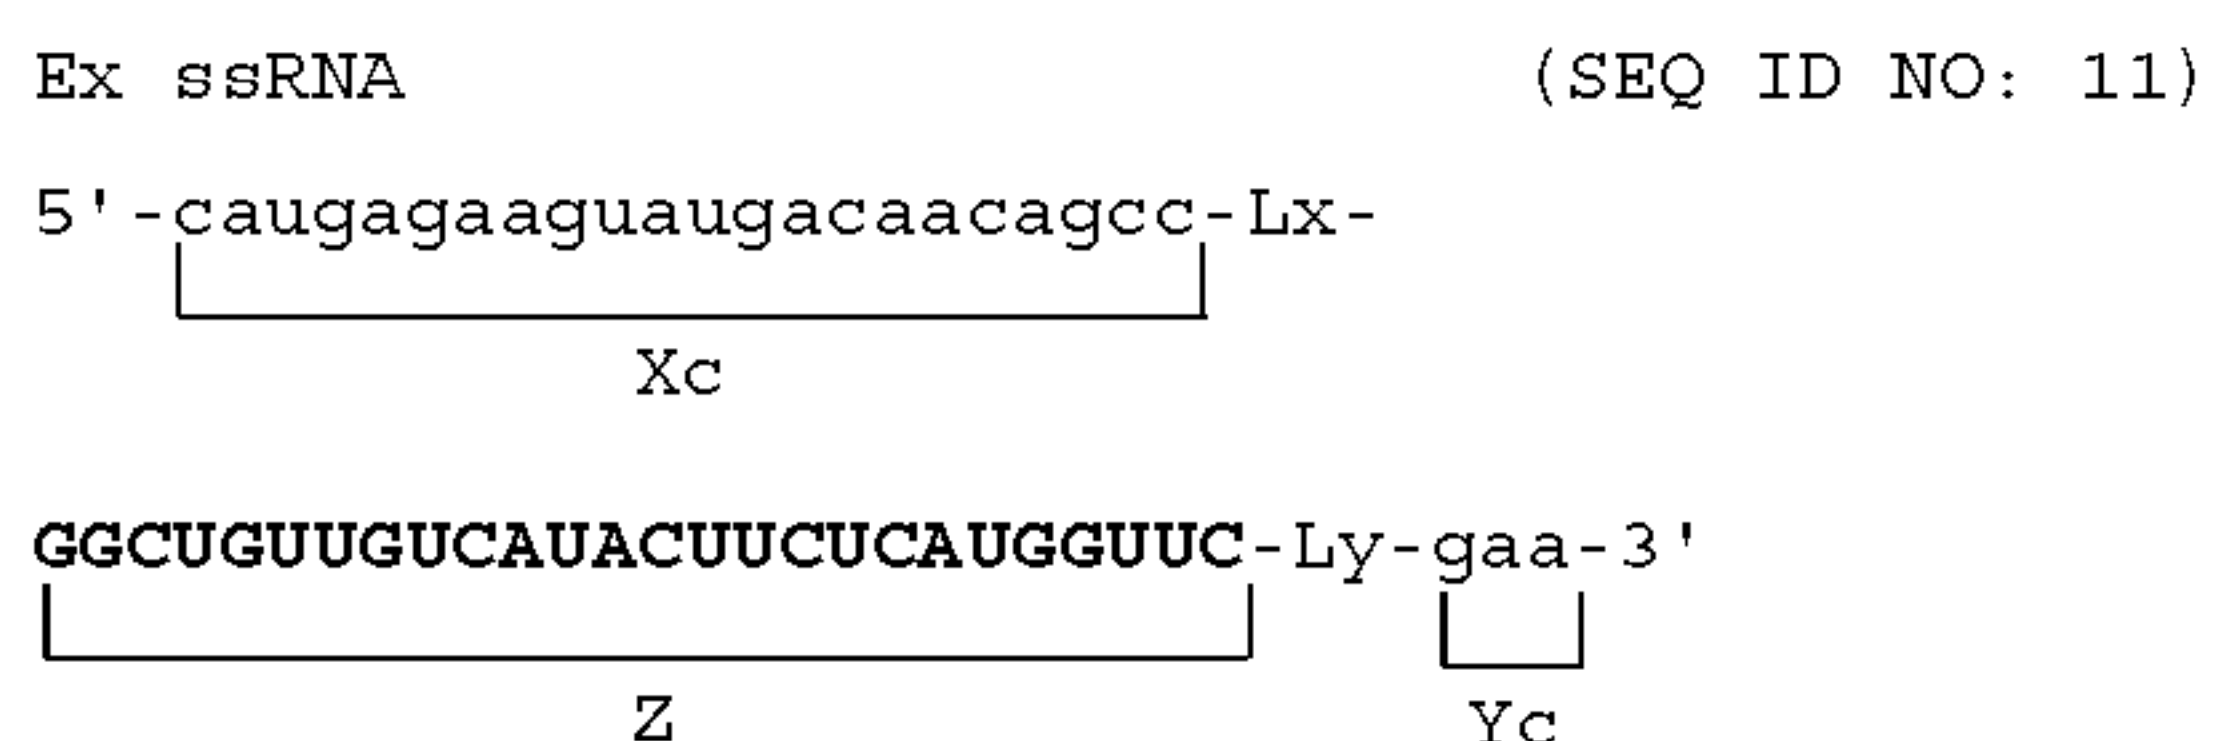 Ex ssRNA (SEQ ID NO: 11)
5'-caugagaaguaugacaacagcc-Lx-
Xc
GGCUGUUGUCAUACUUCUCAUGGUUC-Ly-gaa-3'
Z Yc